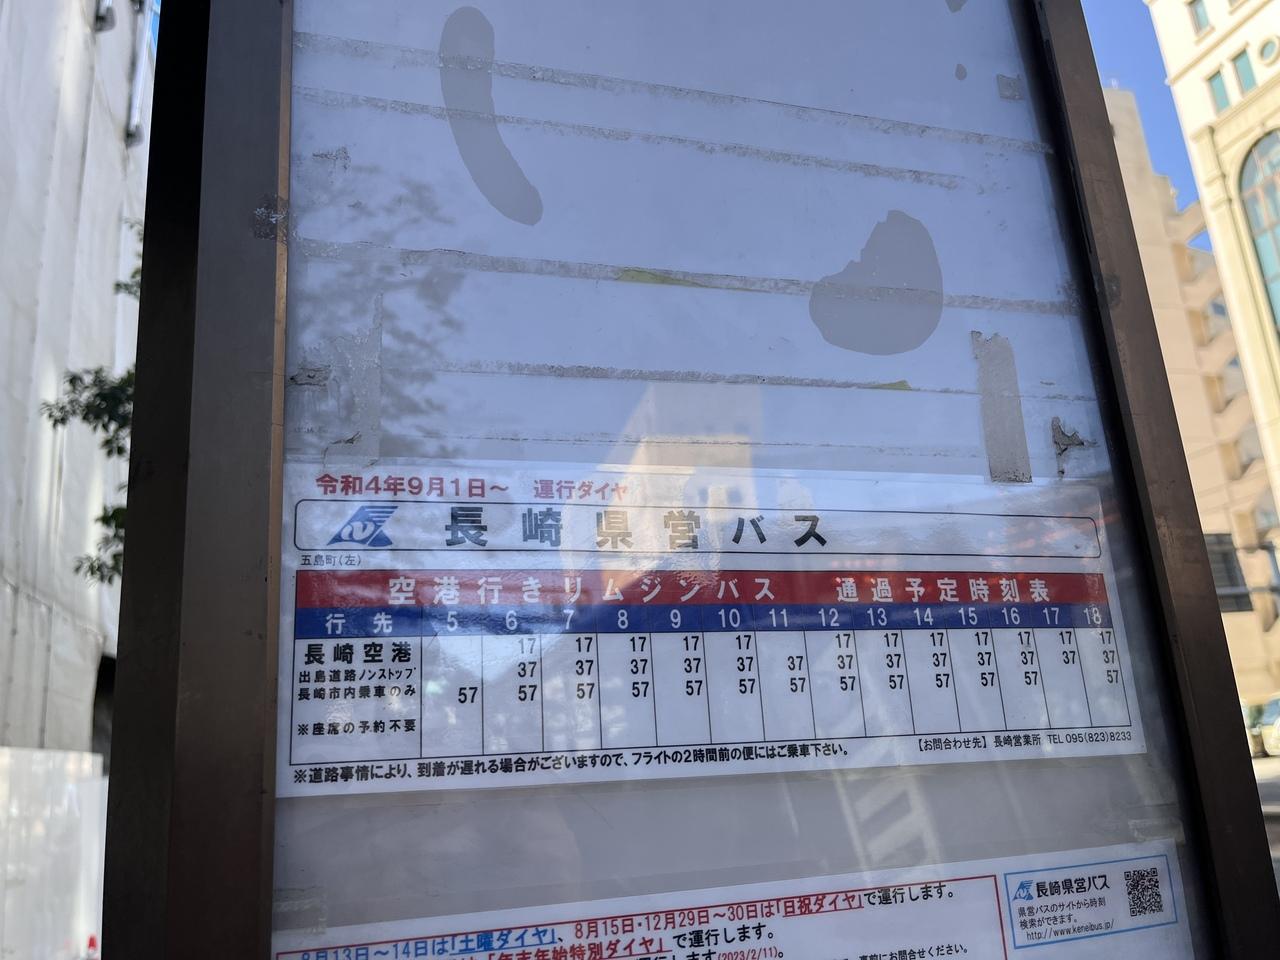 令和4年9月1日～　運行ダイヤ
長崎県営バス
五島町(左)
空港行きリムジンバス　通過予定時刻表
行先 5 6 7 8 9 10 11 12 13 14 15 16 17 18
長崎空港 17 17 17 17 17 17 17 17 17 17 17
出島道路ノンストップ 37 37 37 37 37 37 37 37 37 37 37 37
長崎市内乗車のみ 57 57 57 57 57 57 57 57 57 57 57 57 57
※座席の予約不要
※道路事情により、到着が遅れる場合がございますので、フライトの2時間前の便にはご乗車下さい。
【お問合わせ先】長崎営業所 TEL 095(823)8233
8月13日～14日は｢土曜ダイヤ｣、8月15日･12月29日～30日は｢日祝ダイヤ｣で運行します。
｢年末年始特別ダイヤ｣ で運行します。
(2023/2/11)。
長崎県営バス
県営バスのサイトから時刻
検索ができます。
http://www.keneibus.jp/